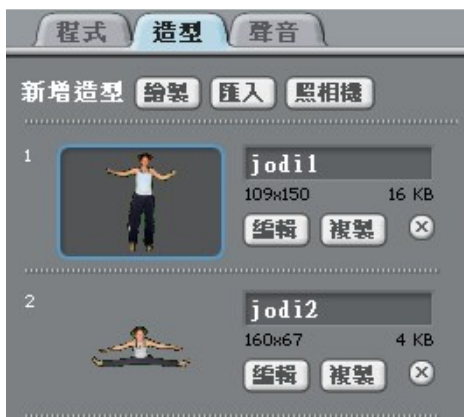 程式 造型 聲音
新增造型 繪製 匯入 照相機
1
jodi1
109x150 16 KB
編輯 複製
2
jodi2
160x67 4 KB
編輯 複製